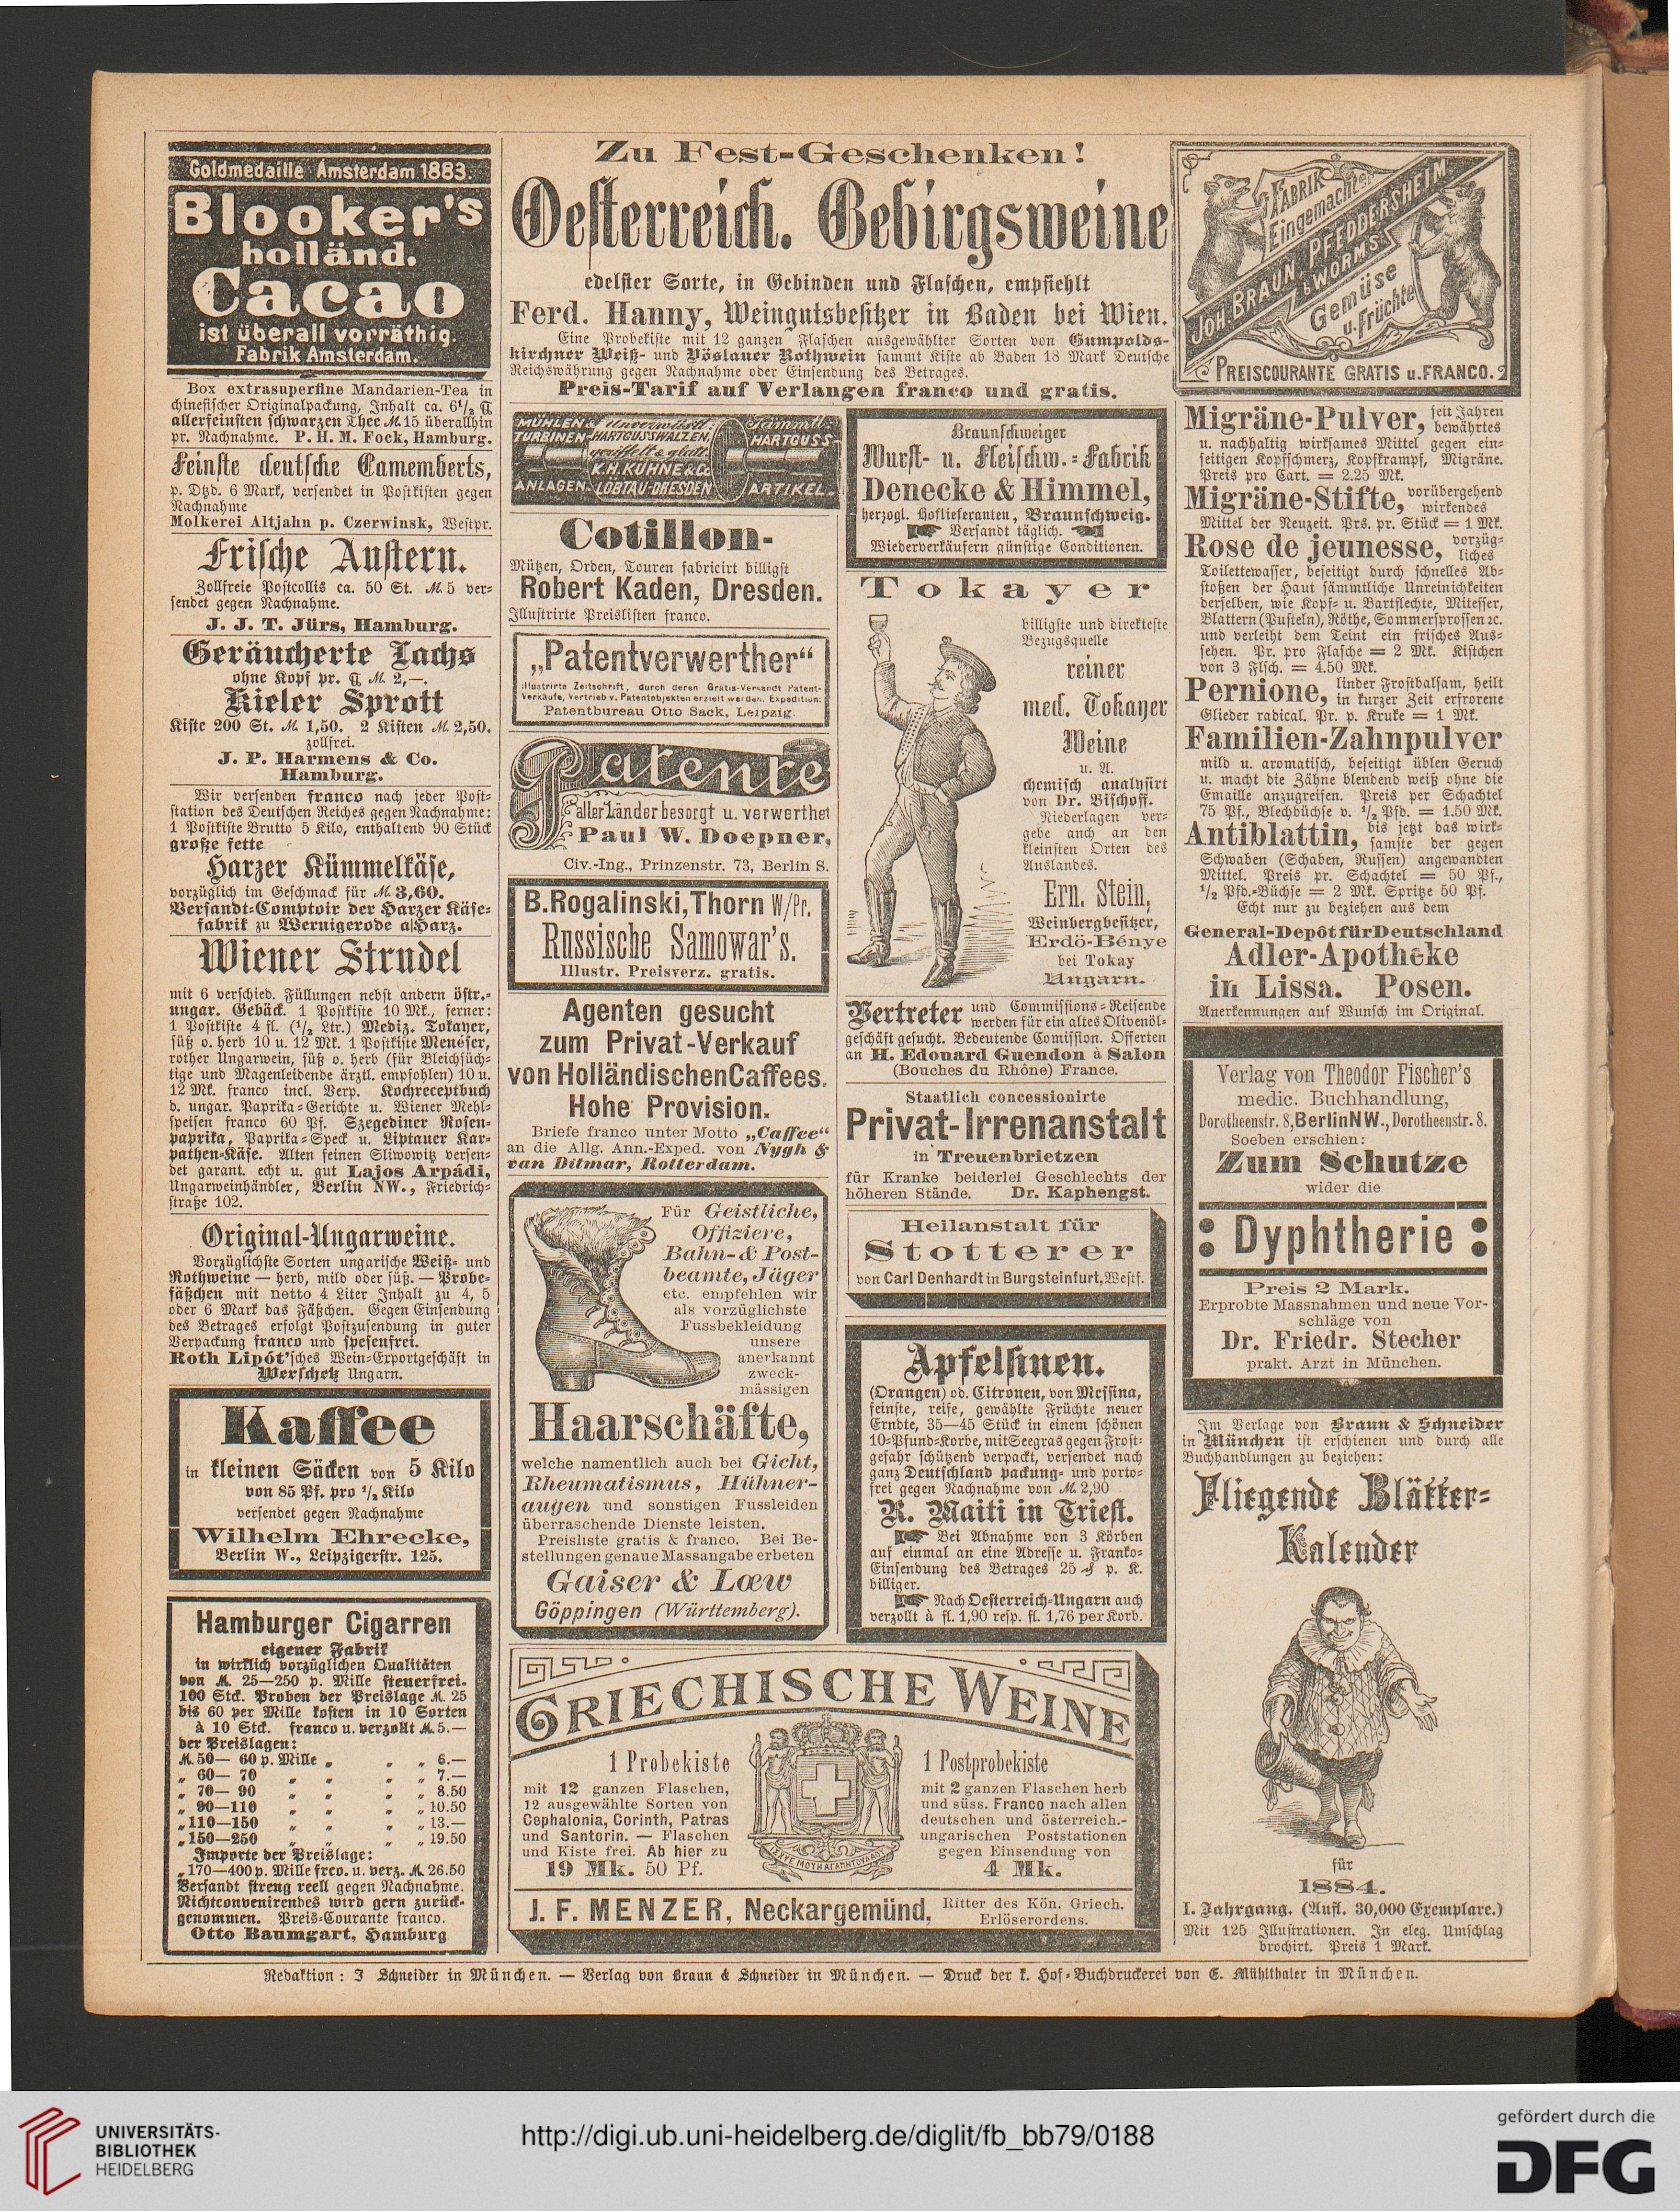 Goldmedaille Amsterdam 1883.
Blooker's
holländ.
Cacao
ist überall vorräthig.
Fabrik Amsterdam.
Box extrasuperfine Mandarien-Tea in
chinesischer Originalpackung, Inhalt ca. 6½ ℔
allerfeinsten schwarzen Thee M. 15 überallhin
pr. Nachnahme. P. H. M. Fock, Hamburg.
Feinste deutsche Camemberts,
p. Dtzd. 6 Mark, versendet in Postkisten gegen
Nachnahme
Molkerei Altjahn p. Czerwinsk, Westpr.
Frische Austern.
Zollfreie Postcollis ca. 50 St. M. 5 ver-
sendet gegen Nachnahme.
J. J. T. Jürs, Hamburg.
Geräucherte Lachs
ohne Kopf pr. ℔ M. 2,—.
Kieler Sprott
Kiste 200 St. M. 1,50. 2 Kisten M. 2,50.
zollfrei.
J. P. Harmens & Co.
Hamburg.
Wir versenden franco nach jeder Post-
station des Deutschen Reiches gegen Nachnahme:
1 Postkiste Brutto 5 Kilo, enthaltend 90 Stück
große fette
Harzer Kümmelkäse,
vorzüglich im Geschmack für M. 3,60.
Versandt-Comptoir der Harzer Käse-
fabrik zu Wernigerode a|Harz.
Wiener Strudel
mit 6 verschied. Füllungen nebst andern östr.-
ungar. Gebäck. 1 Postkiste 10 Mk., ferner:
1 Postkiste 4 fl. (½ Ltr.) Mediz. Tokayer,
süß o. herb 10 u. 12 Mk. 1 Postkiste Meneser,
rother Ungarwein, süß o. herb (für Bleichsüch-
tige und Magenleidende ärztl. empfohlen) 10 u.
12 Mk. franco incl. Verp. Kochreceptbuch
d. ungar. Paprika-Gerichte u. Wiener Mehl-
speisen franco 60 Pf. Szegediner Rosen-
paprika, Paprika-Speck u. Liptauer Kar-
pathen-Käse. Alten feinen Sliwowitz versen-
det garant. echt u. gut Lajos Arpádi,
Ungarweinhändler, Berlin NW., Friedrich-
straße 102.
Original-Ungarweine.
Vorzüglichste Sorten ungarische Weiß- und
Rothweine — herb, mild oder süß. — Probe-
fäßchen mit netto 4 Liter Inhalt zu 4, 5
oder 6 Mark das Fäßchen. Gegen Einsendung
des Betrages erfolgt Postzusendung in guter
Verpackung franco und spesenfrei.
Roth Lipót'sches Wein-Exportgeschäft in
Werschetz Ungarn.
Kaffee
in kleinen Säcken von 5 Kilo
von 85 Pf. pro ½ Kilo
versendet gegen Nachnahme
Wilhelm Ehrecke,
Berlin W., Leipzigerstr. 125.
Hamburger Cigarren
eigener Fabrik
in wirklich vorzüglichen Qualitäten
von M. 25—250 p. Mille steuerfrei.
100 Stck. Proben der Preislage M. 25
bis 60 per Mille kosten in 10 Sorten
à 10 Stck. franco u. verzollt M. 5.—
der Preislagen:
M. 50— 60 p. Mille „ „ „ 6.—
„ 60— 70 „ „ „ „ 7.—
„ 70— 90 „ „ „ „ 8.50
„ 90—110 „ „ „ „ 10.50
„ 110—150 „ „ „ „ 13.—
„ 150—250 „ „ „ „ 19.50
Importe der Preislage:
„ 170—400 p. Mille frco. u. verz. M. 26.50
Versandt streng reell gegen Nachnahme.
Nichtconvenirendes wird gern zurück-
genommen. Preis-Courante franco.
Otto Baumgart, Hamburg
Zu Fest-Geschenken!
Oesterreich. Gebirgsweine
edelster Sorte, in Gebinden und Flaschen, empfiehlt
Ferd. Hanny, Weingutsbesitzer in Baden bei Wien.
Eine Probekiste mit 12 ganzen Flaschen ausgewählter Sorten von Gumpolds-
kirchner Weiß- und Vöslauer Rothwein sammt Kiste ab Baden 18 Mark Deutsche
Reichswährung gegen Nachnahme oder Einsendung des Betrages.
Preis-Tarif auf Verlangen franco und gratis.
MÜHLEN & unverwüstl. Sämmtl.
TURBINEN HARTGUSSWALZEN, HARTGUSS
geriffelt & glatt.
K.H. KÜHNE & Co.
ANLAGEN LÖBTAU-DRESDEN ARTIKEL.
Cotillon-
Mützen, Orden, Touren fabricirt billigst
Robert Kaden, Dresden.
Illustrirte Preislisten franco.
„Patentverwerther“
illustrirte Zeitschrift, durch deren Gratis-Versandt Patent-
Verkäufe, Vertrieb v. Patentobjekten erzielt werden. Expedition:
Patentbureau Otto Sack, Leipzig.
Patente
aller Länder besorgt u. verwerthet
Paul W. Doepner,
Civ.-Ing., Prinzenstr. 73, Berlin S.
B. Rogalinski, Thorn W/Pr.
Russische Samowar's.
Illustr. Preisverz. gratis.
Agenten gesucht
zum Privat-Verkauf
von Holländischen Caffees.
Hohe Provision.
Briefe franco unter Motto „Caffee“
an die Allg. Ann.-Exped. von Nygh &
van Ditmar, Rotterdam.
Für Geistliche,
Offiziere,
Bahn- & Post-
beamte, Jäger
etc. empfehlen wir
als vorzüglichste
Fussbekleidung
unsere
anerkannt
zweck-
mässigen
Haarschäfte,
welche namentlich auch bei Gicht,
Rheumatismus, Hühner-
augen und sonstigen Fussleiden
überraschende Dienste leisten.
Preisliste gratis & franco. Bei Be-
stellungen genaue Massangabe erbeten
Gaiser & Lœw
Göppingen (Württemberg).
Braunschweiger
Wurst- u. Fleischw.-Fabrik
Denecke & Himmel,
herzogl. Hoflieferanten, Braunschweig.
Versandt täglich.
Wiederverkäufern günstige Conditionen.
Tokayer
billigste und direkteste
Bezugsquelle
reiner
med. Tokayer
Weine
u. A.
chemisch analysirt
von Dr. Bischoff.
Niederlagen ver-
gebe auch an den
kleinsten Orten des
Auslandes.
Ern. Stein,
Weinbergbesitzer,
Erdö-Bénye
bei Tokay
Ungarn.
Vertreter und Commissions-Reisende
werden für ein altes Olivenöl-
geschäft gesucht. Bedeutende Comission. Offerten
an H. Edouard Guendon à Salon
(Bouches du Rhône) France.
Staatlich concessionirte
Privat-Irrenanstalt
in Treuenbrietzen
für Kranke beiderlei Geschlechts der
höheren Stände. Dr. Kaphengst.
Heilanstalt für
Stotterer
von Carl Denhardt in Burgsteinfurt, Westf.
Apfelsinen.
(Orangen) od. Citronen, von Messina,
feinste, reife, gewählte Früchte neuer
Erndte, 35—45 Stück in einem schönen
10-Pfund-Korbe, mit Seegras gegen Frost-
gefahr schützend verpackt, versendet nach
ganz Deutschland packung- und porto-
frei gegen Nachnahme von M. 2,90
R. Maiti in Triest.
Bei Abnahme von 3 Körben
auf einmal an eine Adresse u. Franko-
Einsendung des Betrages 25 ₰ p. K.
billiger.
Nach Oesterreich-Ungarn auch
verzollt à fl. 1,90 resp. fl. 1,76 per Korb.
GRIECHISCHE WEINE
1 Probekiste
mit 12 ganzen Flaschen,
12 ausgewählte Sorten von
Cephalonia, Corinth, Patras
und Santorin. — Flaschen
und Kiste frei. Ab hier zu
19 Mk. 50 Pf.
1 Postprobekiste
mit 2 ganzen Flaschen herb
und süss. Franco nach allen
deutschen und österreich.-
ungarischen Poststationen
gegen Einsendung von
4 Mk.
J. F. MENZER, Neckargemünd, Ritter des Kön. Griech.
Erlöserordens.
FABRIK
Eingemachter
JOH. BRAUN, PFEDDERSHEIM
b. WORMS
Gemüse
u. Früchte
PREISCOURANTE GRATIS u. FRANCO.
Migräne-Pulver, seit Jahren
bewährtes
u. nachhaltig wirksames Mittel gegen ein-
seitigen Kopfschmerz, Kopfkrampf, Migräne.
Preis pro Cart. = 2.25 Mk.
Migräne-Stifte, vorübergehend
wirkendes
Mittel der Neuzeit. Prs. pr. Stück = 1 Mk.
Rose de jeunesse, vorzüg-
liches
Toilettewasser, beseitigt durch schnelles Ab-
stoßen der Haut sämmtliche Unreinichkeiten
derselben, wie Kopf- u. Bartflechte, Mitesser,
Blattern (Pusteln), Röthe, Sommersprossen ꝛc.
und verleiht dem Teint ein frisches Aus-
sehen. Pr. pro Flasche = 2 Mk. Kistchen
von 3 Flsch. = 4.50 Mk.
Pernione, linder Frostbalsam, heilt
in kurzer Zeit erfrorene
Glieder radical. Pr. p. Kruke = 1 Mk.
Familien-Zahnpulver
mild u. aromatisch, beseitigt üblen Geruch
u. macht die Zähne blendend weiß ohne die
Emaille anzugreifen. Preis per Schachtel
75 Pf., Blechbüchse v. ½ Pfd. = 1.50 Mk.
Antiblattin, bis jetzt das wirk-
samste der gegen
Schwaben (Schaben, Russen) angewandten
Mittel. Preis pr. Schachtel = 50 Pf.,
½ Pfd.-Büchse = 2 Mk. Spritze 50 Pf.
Echt nur zu beziehen aus dem
General-Depôt für Deutschland
Adler-Apotheke
in Lissa. Posen.
Anerkennungen auf Wunsch im Original.
Verlag von Theodor Fischer's
medic. Buchhandlung,
Dorotheenstr. 8, Berlin NW., Dorotheenstr. 8.
Soeben erschien:
Zum Schutze
wider die
Dyphtherie
Preis 2 Mark.
Erprobte Massnahmen und neue Vor-
schläge von
Dr. Friedr. Stecher
prakt. Arzt in München.
Im Verlage von Braun & Schneider
in München ist erschienen und durch alle
Buchhandlungen zu beziehen:
Fliegende Blätter-
Kalender
für
1884.
I. Jahrgang. (Aufl. 30,000 Exemplare.)
Mit 125 Illustrationen. In eleg. Umschlag
brochirt. Preis 1 Mark.
Redaktion: J Schneider in München. — Verlag von Braun & Schneider in München. — Druck der k. Hof-Buchdruckerei von E. Mühlthaler in München.
UNIVERSITÄTS-
BIBLIOTHEK
HEIDELBERG
http://digi.ub.uni-heidelberg.de/diglit/fb_bb79/0188
gefördert durch die
DFG